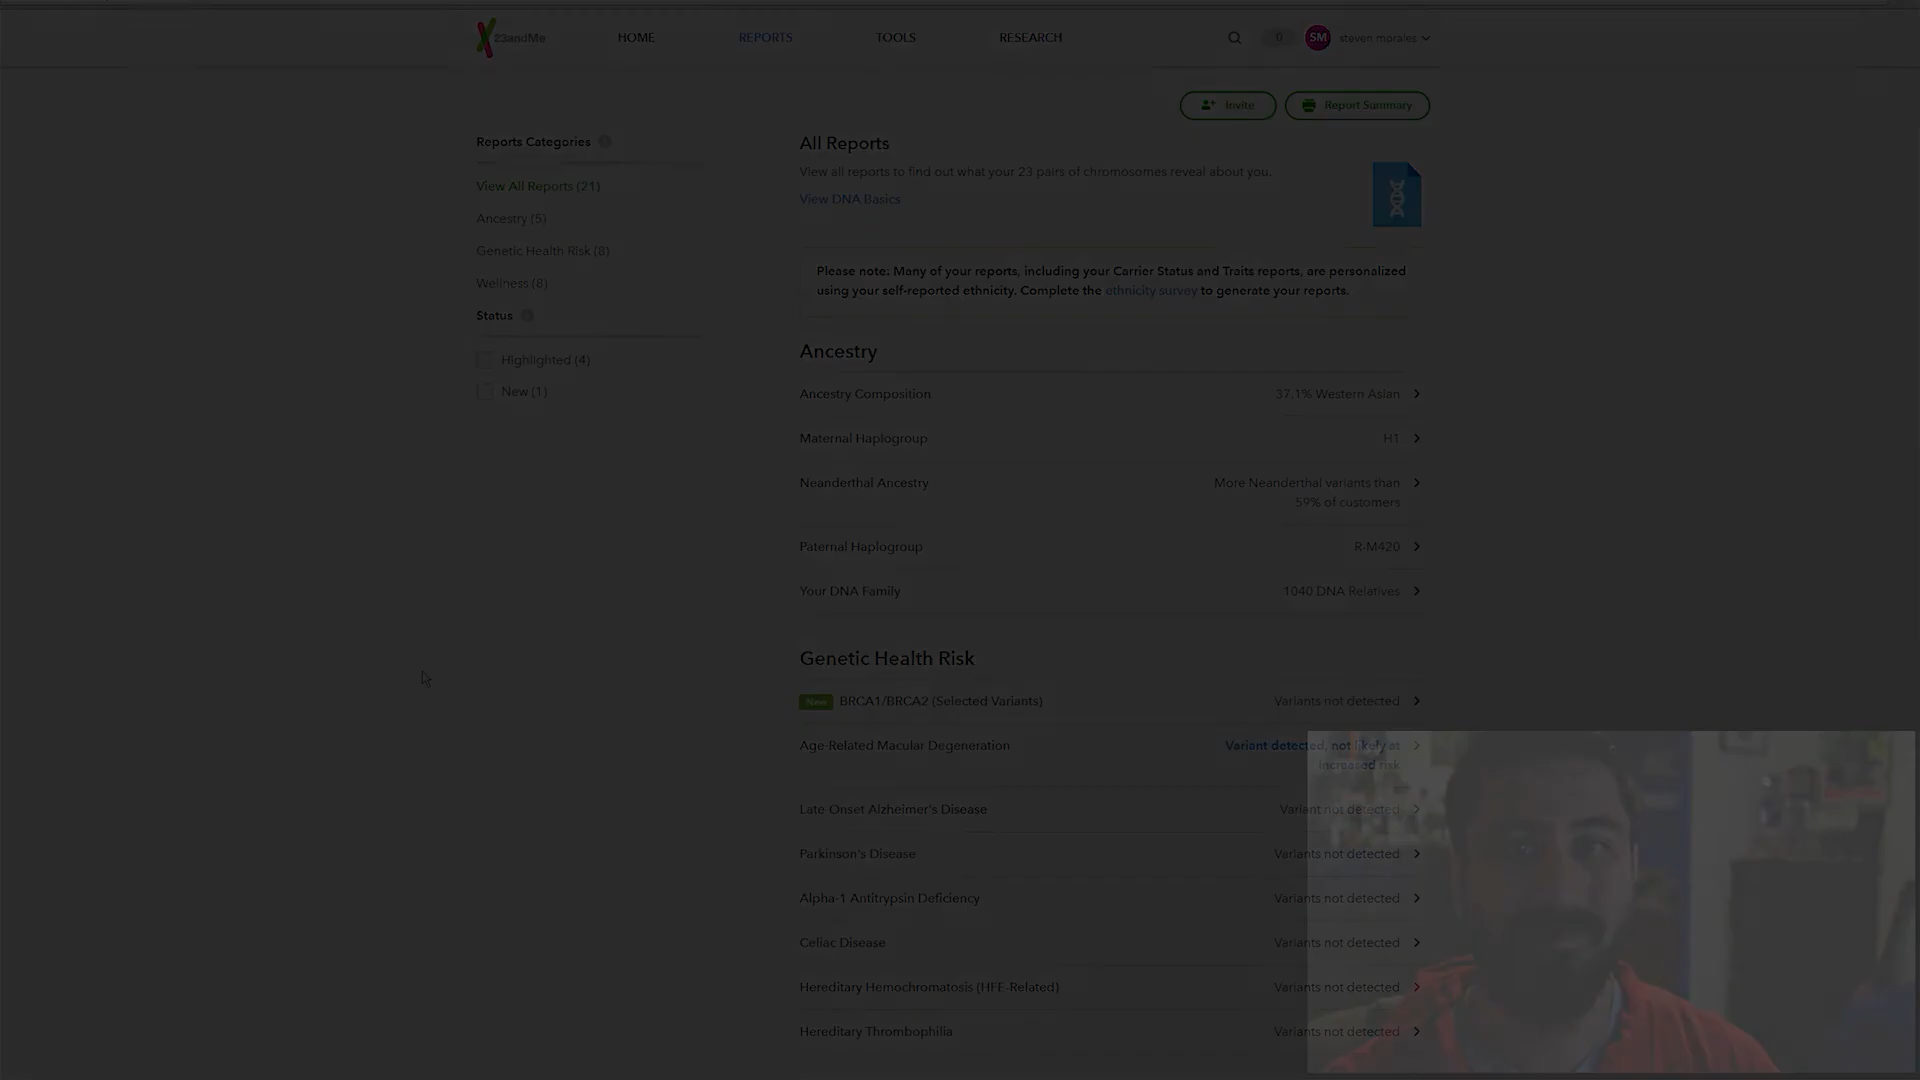 23andMe
HOME
REPORTS
TOOLS
RESEARCH
0
SM
steven morales
Invite
Report Summary
Reports Categories
View All Reports (21)
Ancestry (5)
Genetic Health Risk (8)
Wellness (8)
Status
Highlighted (4)
New (1)
All Reports
View all reports to find out what your 23 pairs of chromosomes reveal about you.
View DNA Basics
Please note: Many of your reports, including your Carrier Status and Traits reports, are personalized
using your self-reported ethnicity. Complete the ethnicity survey to generate your reports.
Ancestry
Ancestry Composition
37.1% Western Asian
Maternal Haplogroup
H1
Neanderthal Ancestry
More Neanderthal variants than
59% of customers
Paternal Haplogroup
R-M420
Your DNA Family
1040 DNA Relatives
Genetic Health Risk
New BRCA1/BRCA2 (Selected Variants)
Variants not detected
Age-Related Macular Degeneration
Variant detected, not likely at
increased risk
Late-Onset Alzheimer's Disease
Variant not detected
Parkinson's Disease
Variants not detected
Alpha-1 Antitrypsin Deficiency
Variants not detected
Celiac Disease
Variants not detected
Hereditary Hemochromatosis (HFE-Related)
Variants not detected
Hereditary Thrombophilia
Variants not detected